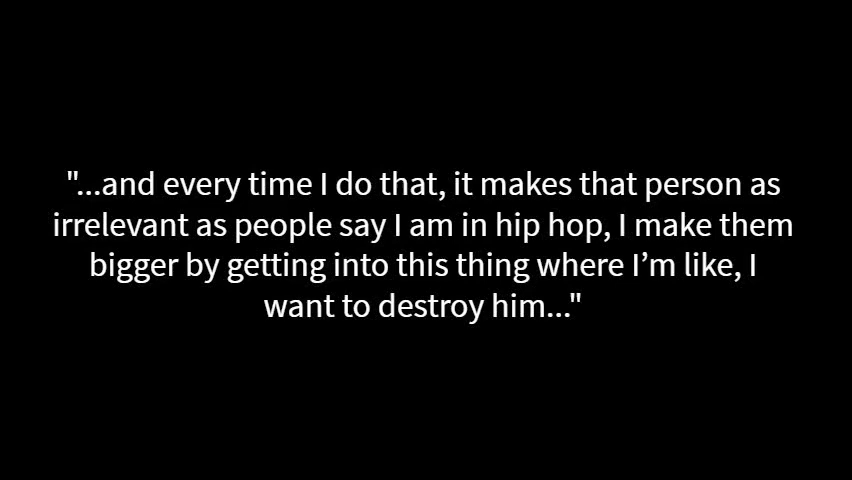 "...and every time I do that, it makes that person as
irrelevant as people say I am in hip hop, I make them
bigger by getting into this thing where I’m like, I
want to destroy him..."